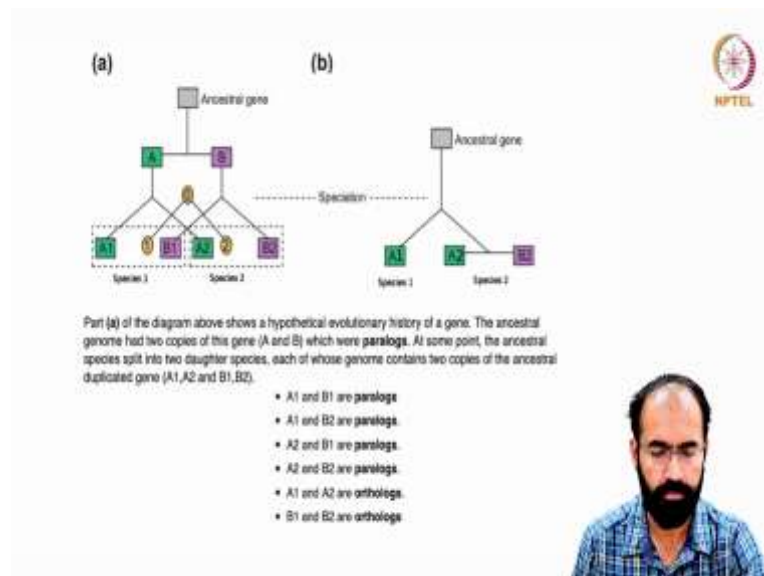 (a)
(b)
NPTEL
Ancestral gene
Ancestral gene
A
B
0
Speciation
A1
1
B1
A2
2
B2
A1
A2
B2
Species 1
Species 2
Species 1
Species 2
Part (a) of the diagram above shows a hypothetical evolutionary history of a gene. The ancestral
genome had two copies of this gene (A and B) which were paralogs. At some point, the ancestral
species split into two daughter species, each of whose genome contains two copies of the ancestral
duplicated gene (A1,A2 and B1,B2).
• A1 and B1 are paralogs
• A1 and B2 are paralogs.
• A2 and B1 are paralogs.
• A2 and B2 are paralogs.
• A1 and A2 are orthologs.
• B1 and B2 are orthologs